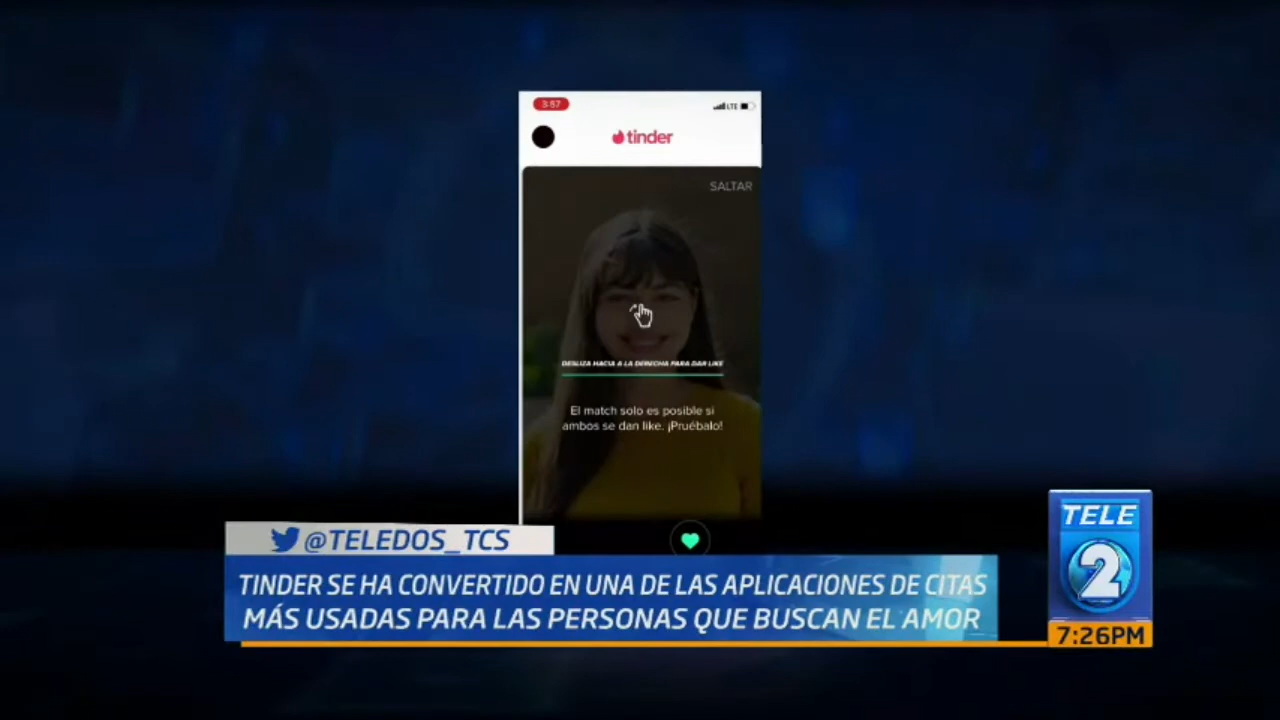 3:57
LTE
tinder
SALTAR
DESLIZA HACIA A LA DERECHA PARA DAR LIKE
El match solo es posible si
ambos se dan like. ¡Pruébalo!
@TELEDOS_TCS
TINDER SE HA CONVERTIDO EN UNA DE LAS APLICACIONES DE CITAS
MÁS USADAS PARA LAS PERSONAS QUE BUSCAN EL AMOR
TELE
2
7:26PM